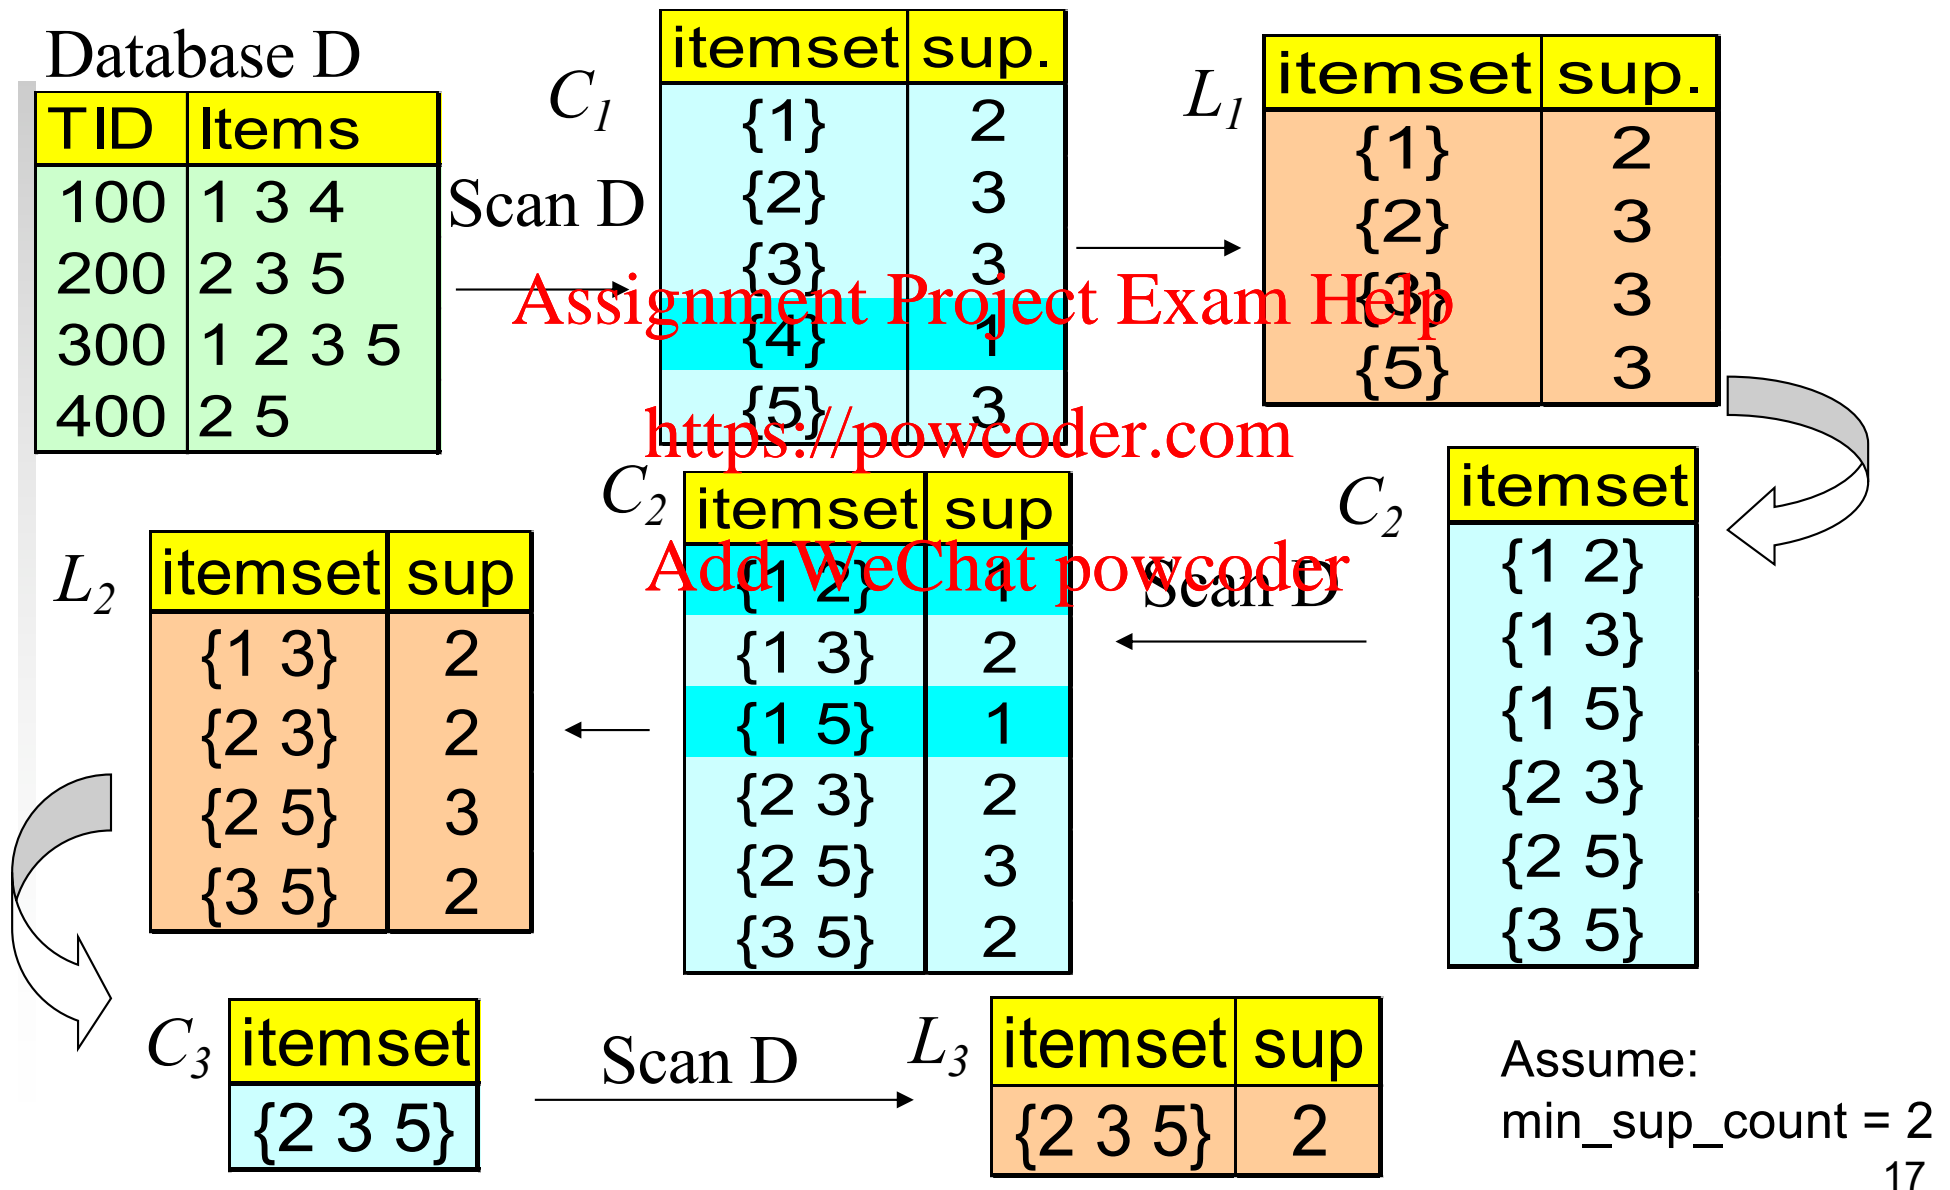 Database D
TID Items
100 1 3 4
200 2 3 5
300 1 2 3 5
400 2 5
Scan D
C1
itemset sup.
{1} 2
{2} 3
{3} 3
{4} 1
{5} 3
L1
itemset sup.
{1} 2
{2} 3
{3} 3
{5} 3
Assignment Project Exam Help
https://powcoder.com
Add WeChat powcoder
C2
itemset
{1 2}
{1 3}
{1 5}
{2 3}
{2 5}
{3 5}
Scan D
C2
itemset sup
{1 2} 1
{1 3} 2
{1 5} 1
{2 3} 2
{2 5} 3
{3 5} 2
L2
itemset sup
{1 3} 2
{2 3} 2
{2 5} 3
{3 5} 2
C3
itemset
{2 3 5}
Scan D
L3
itemset sup
{2 3 5} 2
Assume:
min_sup_count = 2
17